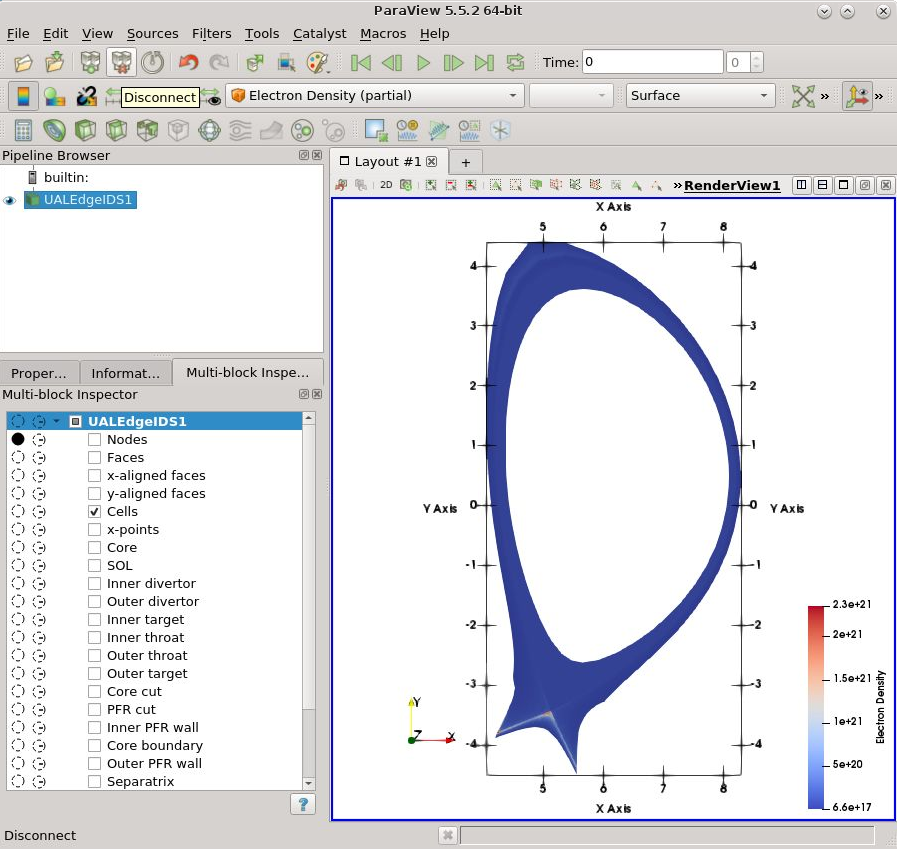 ParaView 5.5.2 64-bit
File Edit View Sources Filters Tools Catalyst Macros Help
Time: 0 0
Disconnect Electron Density (partial) Surface » »
Pipeline Browser
builtin:
UALEdgeIDS1
Layout #1 +
2D » RenderView1
Proper... Informat... Multi-block Inspe...
Multi-block Inspector
UALEdgeIDS1
Nodes
Faces
x-aligned faces
y-aligned faces
Cells
x-points
Core
SOL
Inner divertor
Outer divertor
Inner target
Inner throat
Outer throat
Outer target
Core cut
PFR cut
Inner PFR wall
Core boundary
Outer PFR wall
Separatrix
?
X Axis
5 6 7 8
4 4
3 3
2 2
1 1
Y Axis 0 0 Y Axis
-1 -1
-2 -2
-3 -3
-4 -4
5 6 7 8
X Axis
Y
Z X
2.3e+21
2e+21
1.5e+21
1e+21
5e+20
6.6e+17
Electron Density
Disconnect